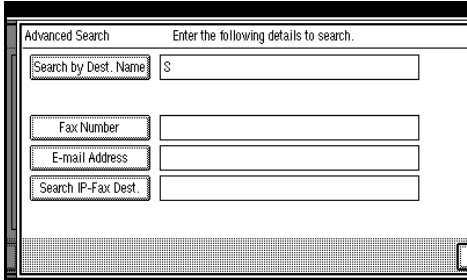 Advanced Search Enter the following details to search.
Search by Dest. Name S
Fax Number
E-mail Address
Search IP-Fax Dest.